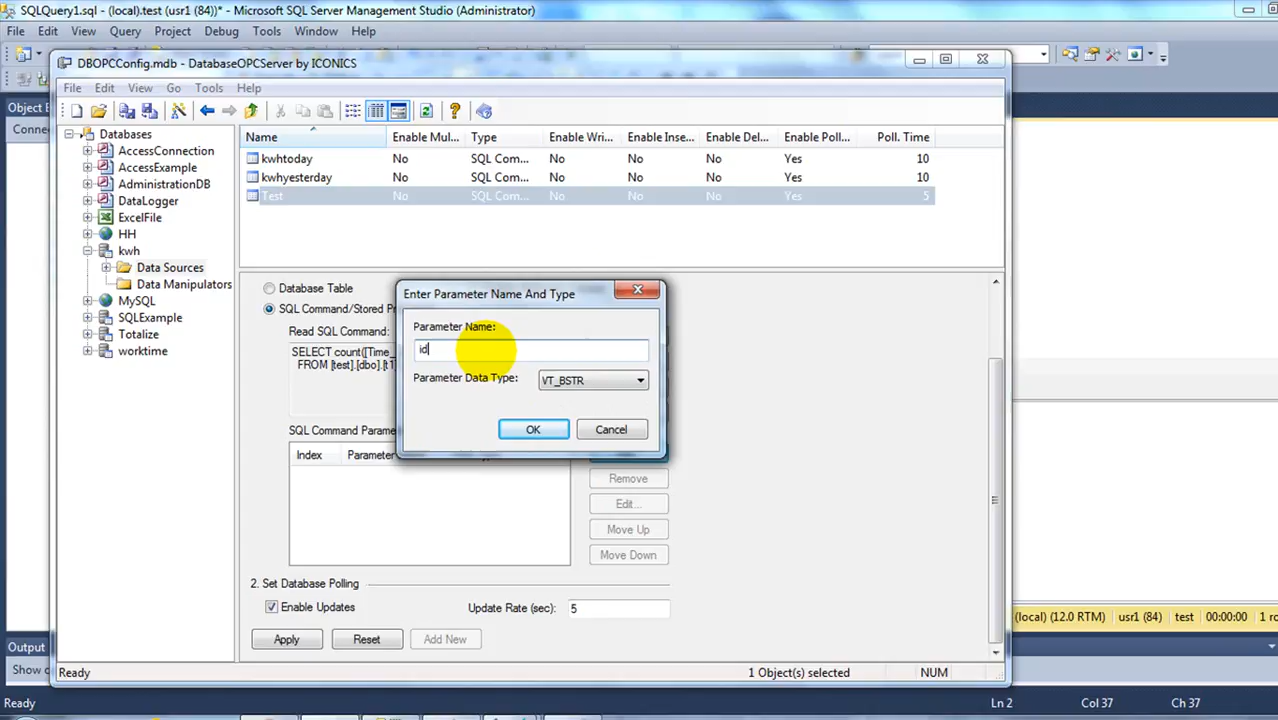 SQLQuery1.sql - (local).test (usr1 (84))* - Microsoft SQL Server Management Studio (Administrator)
File Edit View Query Project Debug Tools Window Help
DBOPCConfig.mdb - DatabaseOPCServer by ICONICS
File Edit View Go Tools Help
Object E
Conne
Databases
AccessConnection
AccessExample
AdministrationDB
DataLogger
ExcelFile
HH
kwh
Data Sources
Data Manipulators
MySQL
SQLExample
Totalize
worktime
Name Enable Mul... Type Enable Wri... Enable Inse... Enable Del... Enable Poll... Poll. Time
kwhtoday No SQL Com... No No No Yes 10
kwhyesterday No SQL Com... No No No Yes 10
Test No SQL Com... No No No Yes 5
Database Table
SQL Command/Stored P
Read SQL Command:
SELECT count([Time_
FROM [test].[dbo].[t1
SQL Command Parame
Index Parameter
Enter Parameter Name And Type
Parameter Name:
id
Parameter Data Type: VT_BSTR
OK Cancel
Remove
Edit...
Move Up
Move Down
2. Set Database Polling
Enable Updates Update Rate (sec): 5
Apply Reset Add New
Ready 1 Object(s) selected NUM
(local) (12.0 RTM) usr1 (84) test 00:00:00 1 ro
Output
Show o
Ready Ln 2 Col 37 Ch 37